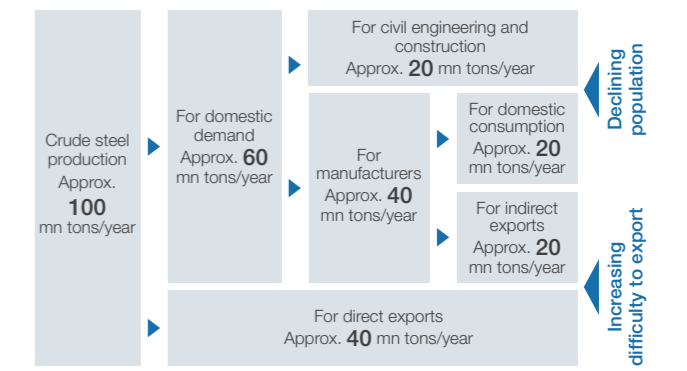 Crude steel
production
Approx.
100
mn tons/year
For domestic
demand
Approx. 60
mn tons/year
For civil engineering and
construction
Approx. 20 mn tons/year
For
manufacturers
Approx. 40
mn tons/year
For domestic
consumption
Approx. 20
mn tons/year
For indirect
exports
Approx. 20
mn tons/year
For direct exports
Approx. 40 mn tons/year
Declining
population
Increasing
difficulty to export